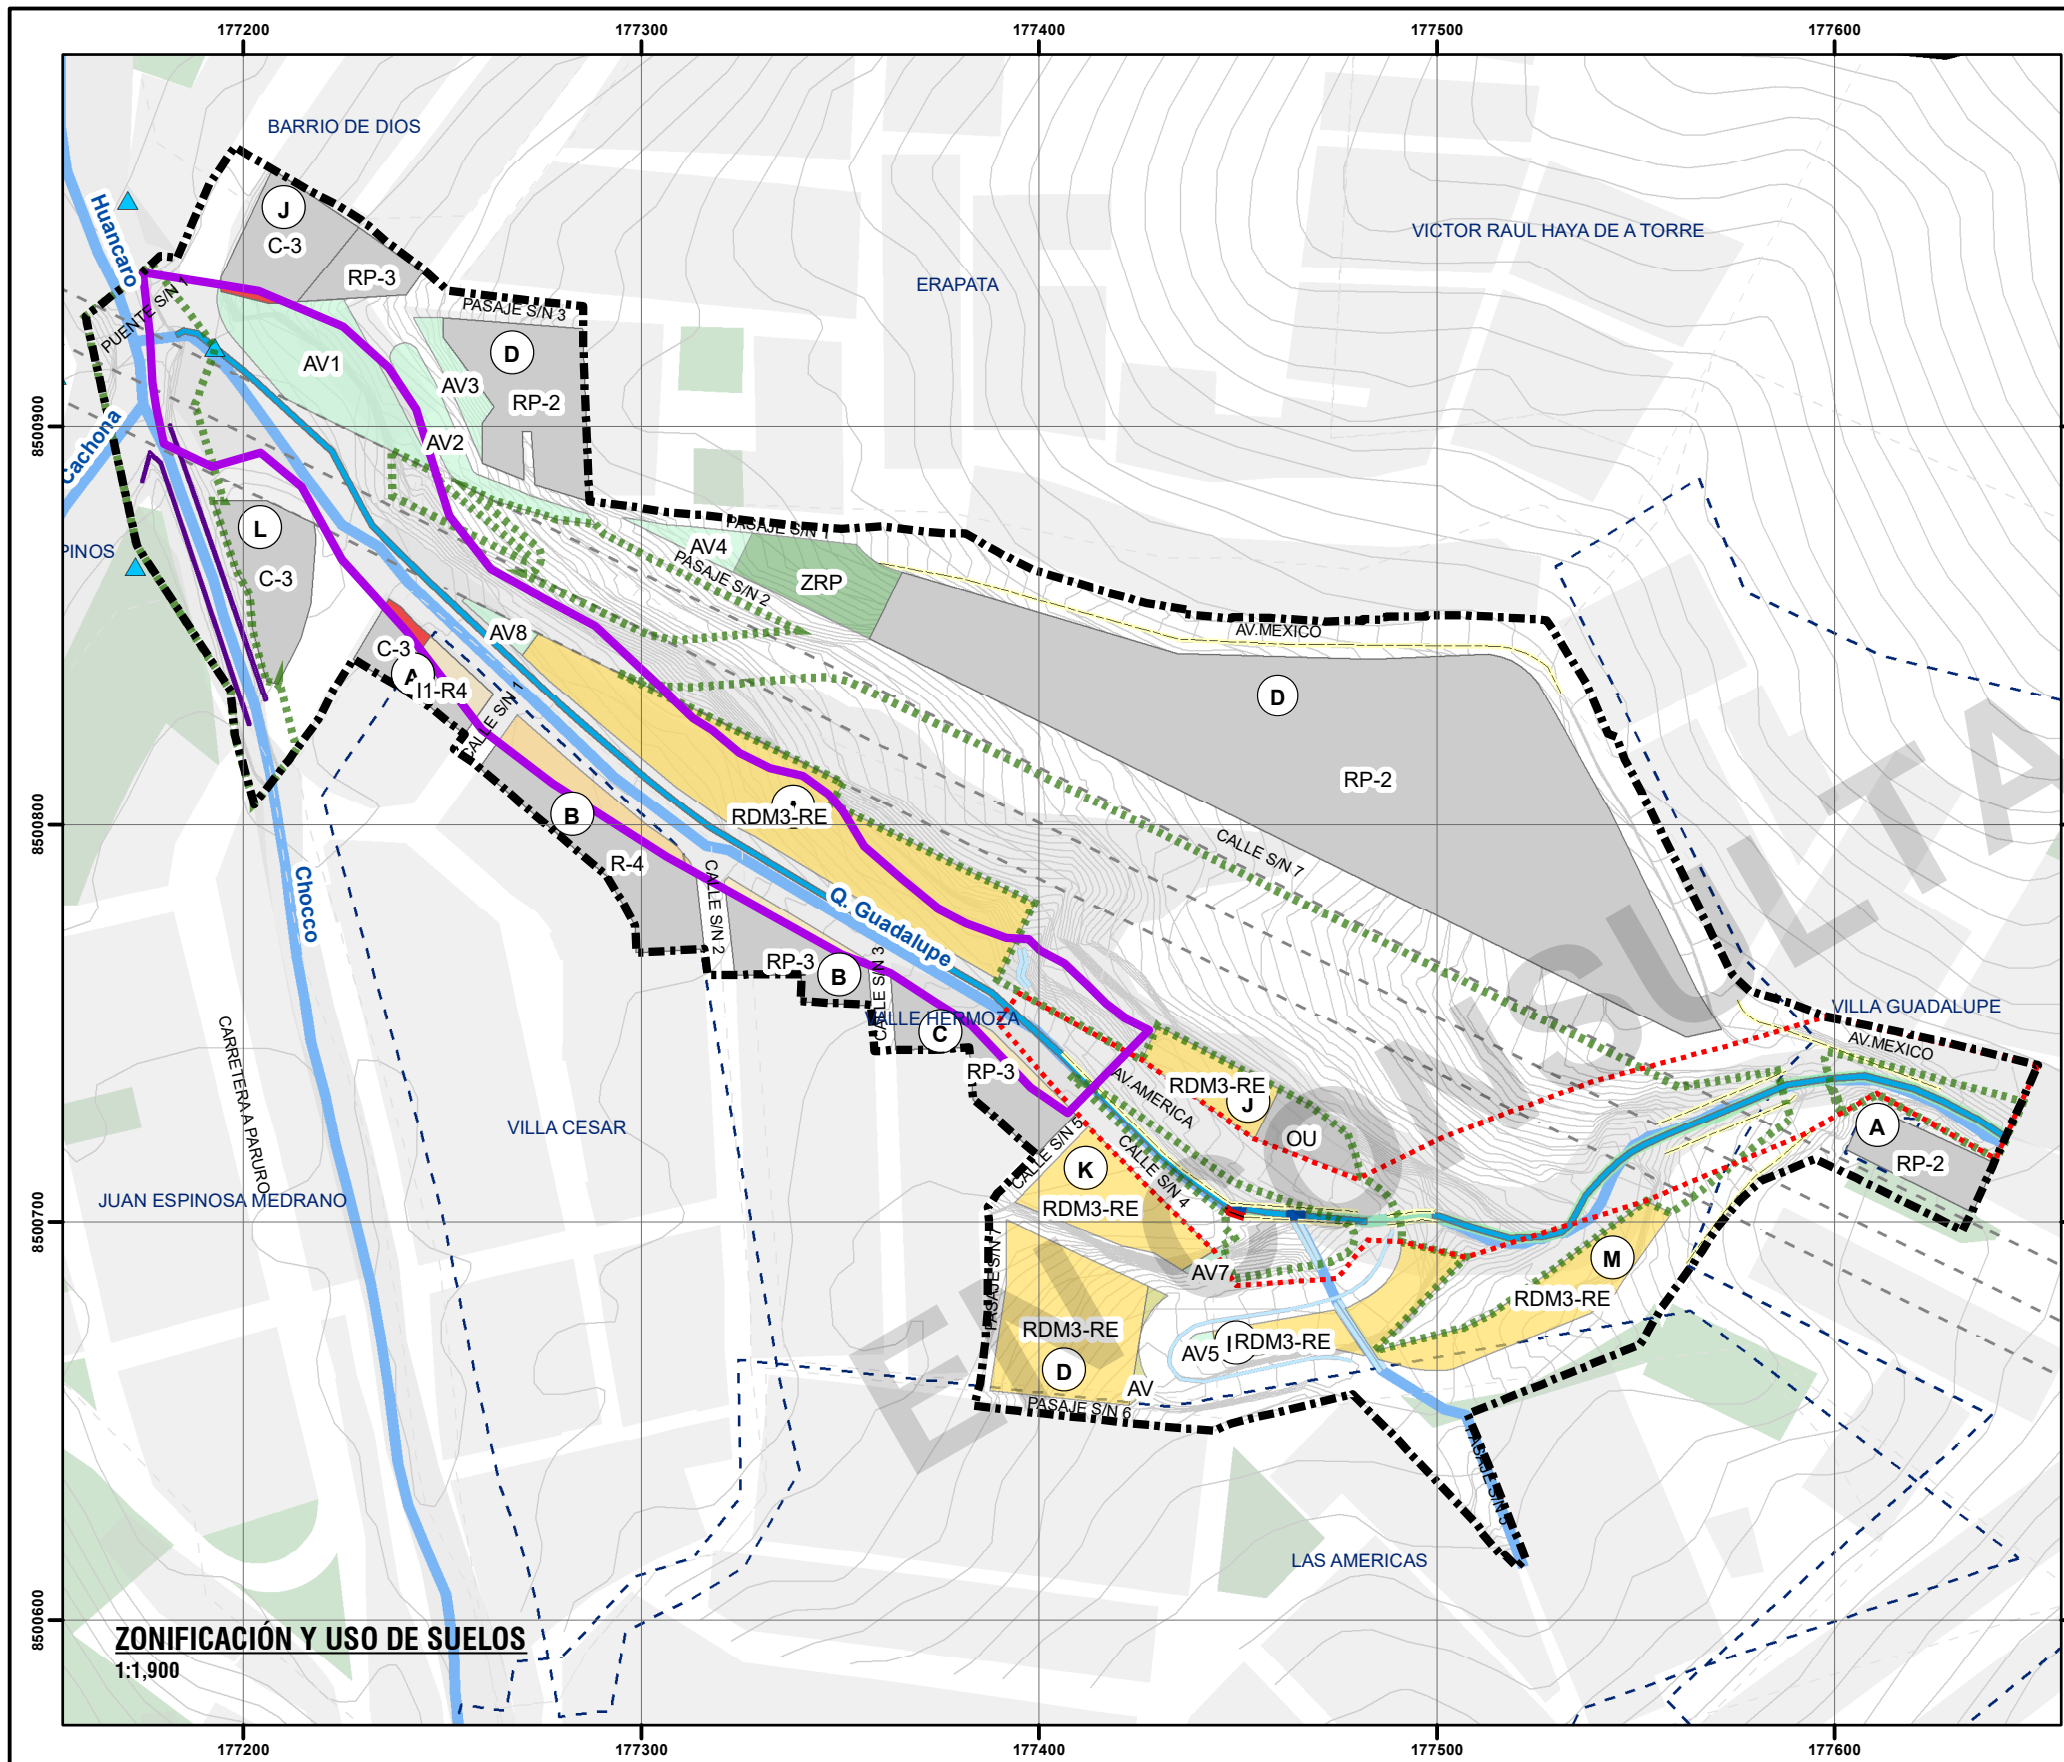 177200
177300
177400
177500
177600
BARRIO DE DIOS
Huancaro
J
C-3
RP-3
VICTOR RAUL HAYA DE A TORRE
ERAPATA
PUENTE S/N 1
PASAJE S/N 3
D
AV1
AV3
RP-2
8500900
Cachona
AV2
L
PASAJE S/N 1
PINOS
AV4
C-3
PASAJE S/N 2
ZRP
AV8
AV.MEXICO
C-3
A
I1-R4
D
CALLE S/N 1
RP-2
8500800
B
RDM3-RE
R-4
CALLE S/N 7
CALLE S/N 2
Chocco
Q. Guadalupe
RP-3
B
CALLE S/N 3
VALLE HERMOZA
C
VILLA GUADALUPE
AV.MEXICO
CARRETERA A PARURO
RP-3
RDM3-RE
J
AV.AMERICA
VILLA CESAR
OU
A
CALLE S/N 5
CALLE S/N 4
K
RP-2
JUAN ESPINOSA MEDRANO
8500700
RDM3-RE
PASAJE S/N 7
AV7
M
RDM3-RE
RDM3-RE
AV5
RDM3-RE
D
AV
PASAJE S/N 6
LAS AMERICAS
8500600
EN CONSULTA
ZONIFICACIÓN Y USO DE SUELOS
1:1,900
177200
177300
177400
177500
177600